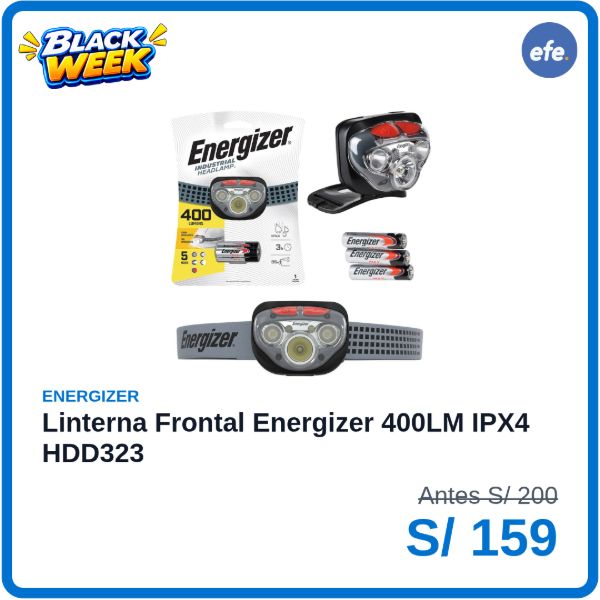 BLACK
WEEK
efe.
Energizer
INDUSTRIAL
HEADLAMP
400
LUMENS
5
3
Energizer
Energizer
Energizer
Energizer
Energizer
ENERGIZER
Linterna Frontal Energizer 400LM IPX4
HDD323
Antes S/ 200
S/ 159